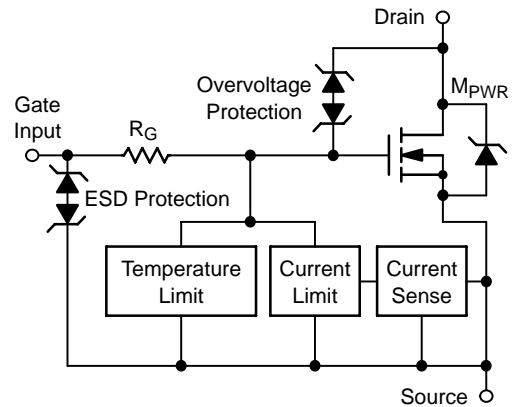 Drain
Overvoltage
Protection
MPWR
Gate
Input
RG
ESD Protection
Temperature
Limit
Current
Limit
Current
Sense
Source